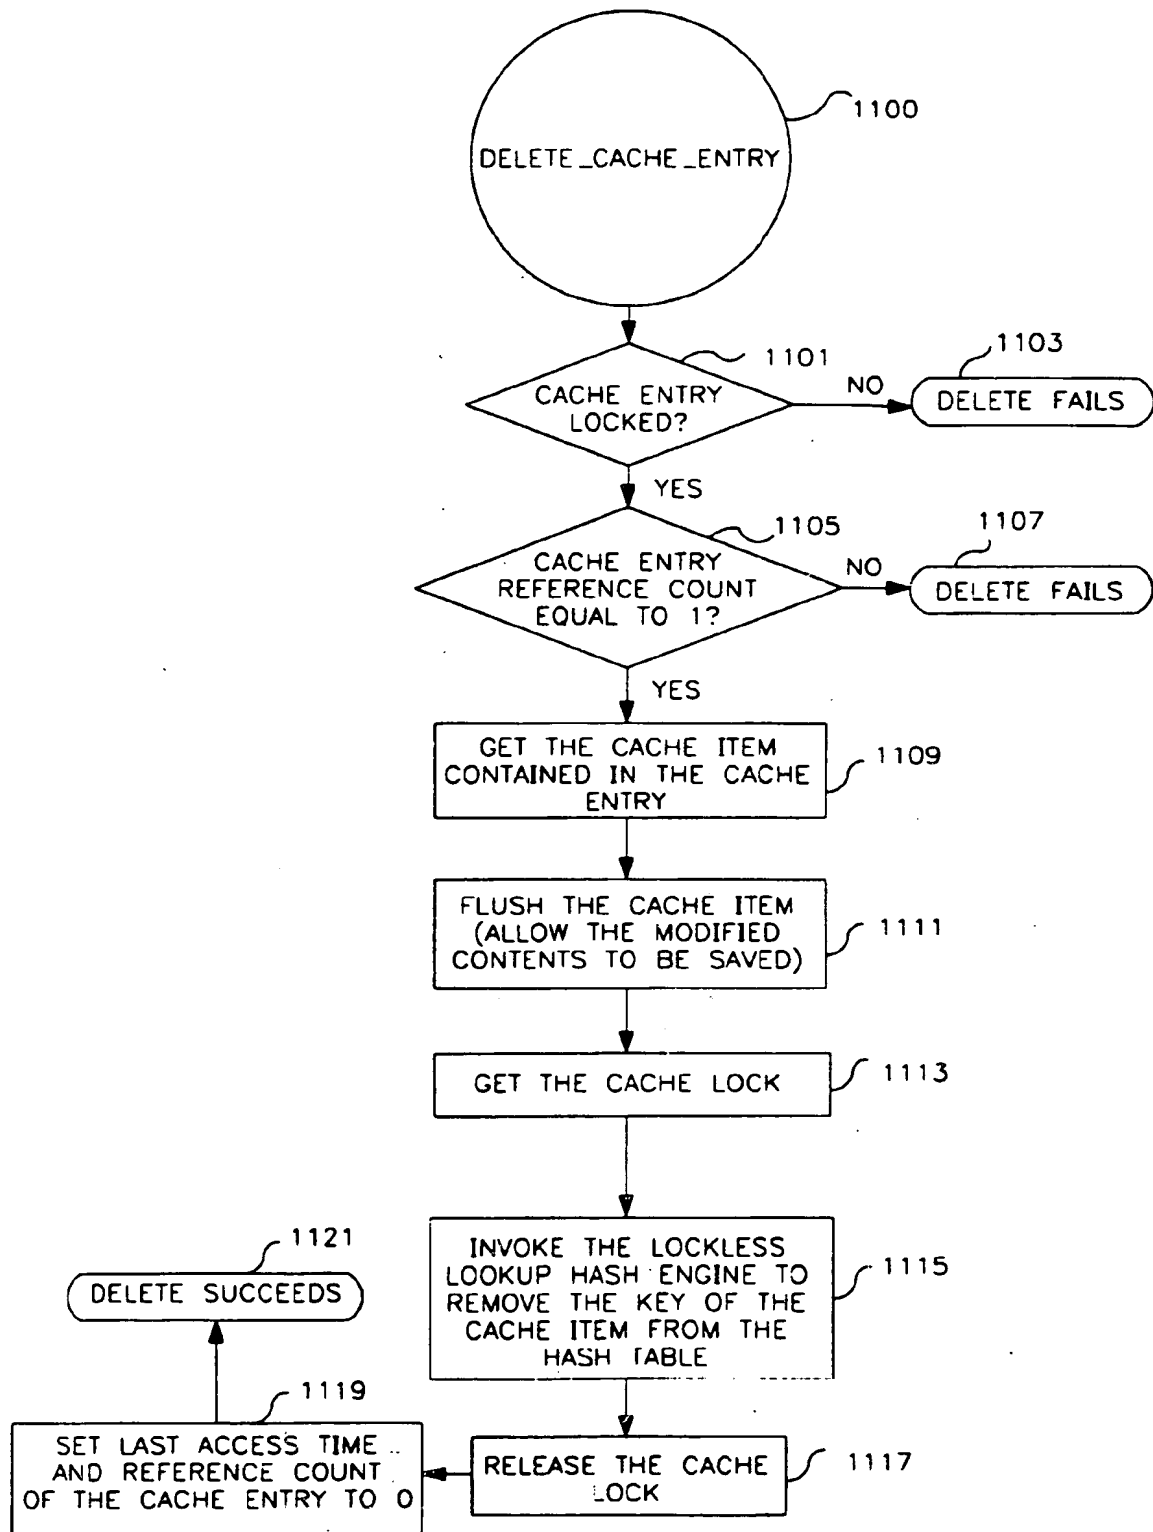 1100
DELETE_CACHE_ENTRY
1101
CACHE ENTRY
LOCKED?
NO
1103
DELETE FAILS
YES
1105
CACHE ENTRY
REFERENCE COUNT
EQUAL TO 1?
NO
1107
DELETE FAILS
YES
GET THE CACHE ITEM
CONTAINED IN THE CACHE
ENTRY
1109
FLUSH THE CACHE ITEM
(ALLOW THE MODIFIED
CONTENTS TO BE SAVED)
1111
GET THE CACHE LOCK
1113
INVOKE THE LOCKLESS
LOOKUP HASH ENGINE TO
REMOVE THE KEY OF THE
CACHE ITEM FROM THE
HASH TABLE
1115
RELEASE THE CACHE
LOCK
1117
1119
SET LAST ACCESS TIME
AND REFERENCE COUNT
OF THE CACHE ENTRY TO 0
1121
DELETE SUCCEEDS